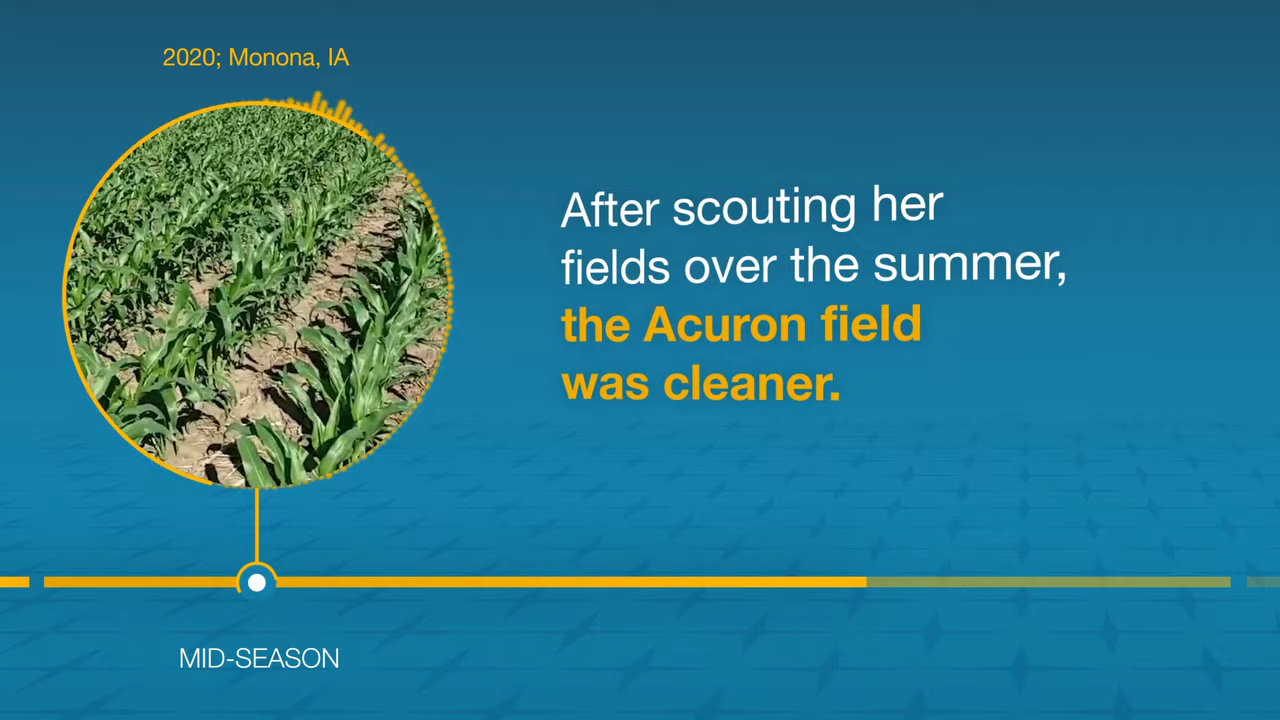 2020; Monona, IA
After scouting her
fields over the summer,
the Acuron field
was cleaner.
MID-SEASON